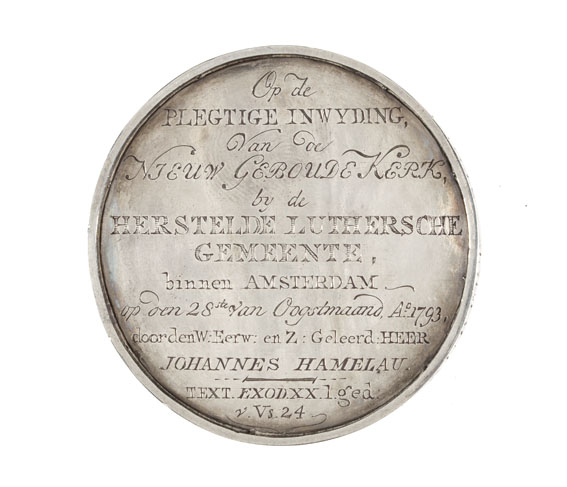 Op de
PLEGTIGE INWYDING,
Van de
NIEUW GEBOUDE KERK,
by de
HERSTELDE LUTHERSCHE
GEMEENTE,
binnen AMSTERDAM
op den 28ste van Oogstmaand, Ao. 1793,
door den W: Eerw: en Z: Geleerd: HEER
JOHANNES HAMELAU.
TEXT. EXOD XX. l. ged:
v. Vs. 24